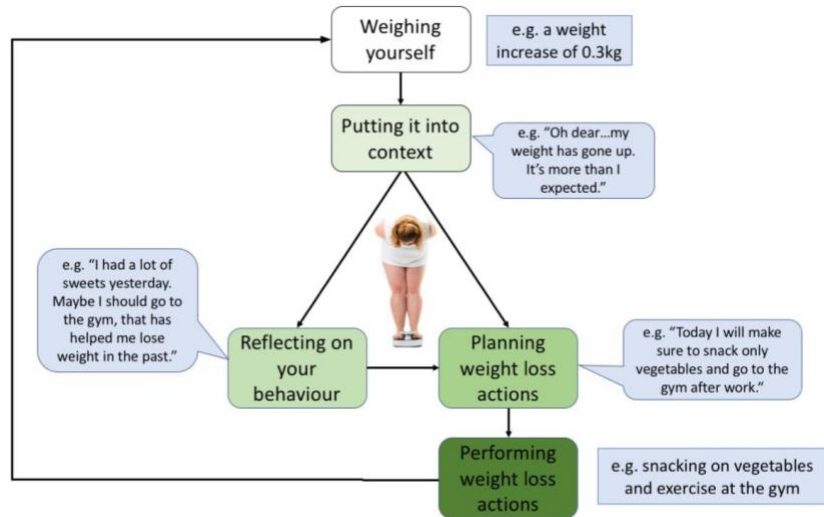 Weighing
yourself
e.g. a weight
increase of 0.3kg
Putting it into
context
e.g. “Oh dear...my
weight has gone up.
It’s more than I
expected.”
e.g. “I had a lot of
sweets yesterday.
Maybe I should go to
the gym, that has
helped me lose
weight in the past.”
Reflecting on
your
behaviour
Planning
weight loss
actions
e.g. “Today I will make
sure to snack only
vegetables and go to the
gym after work.“
Performing
weight loss
actions
e.g. snacking on vegetables
and exercise at the gym